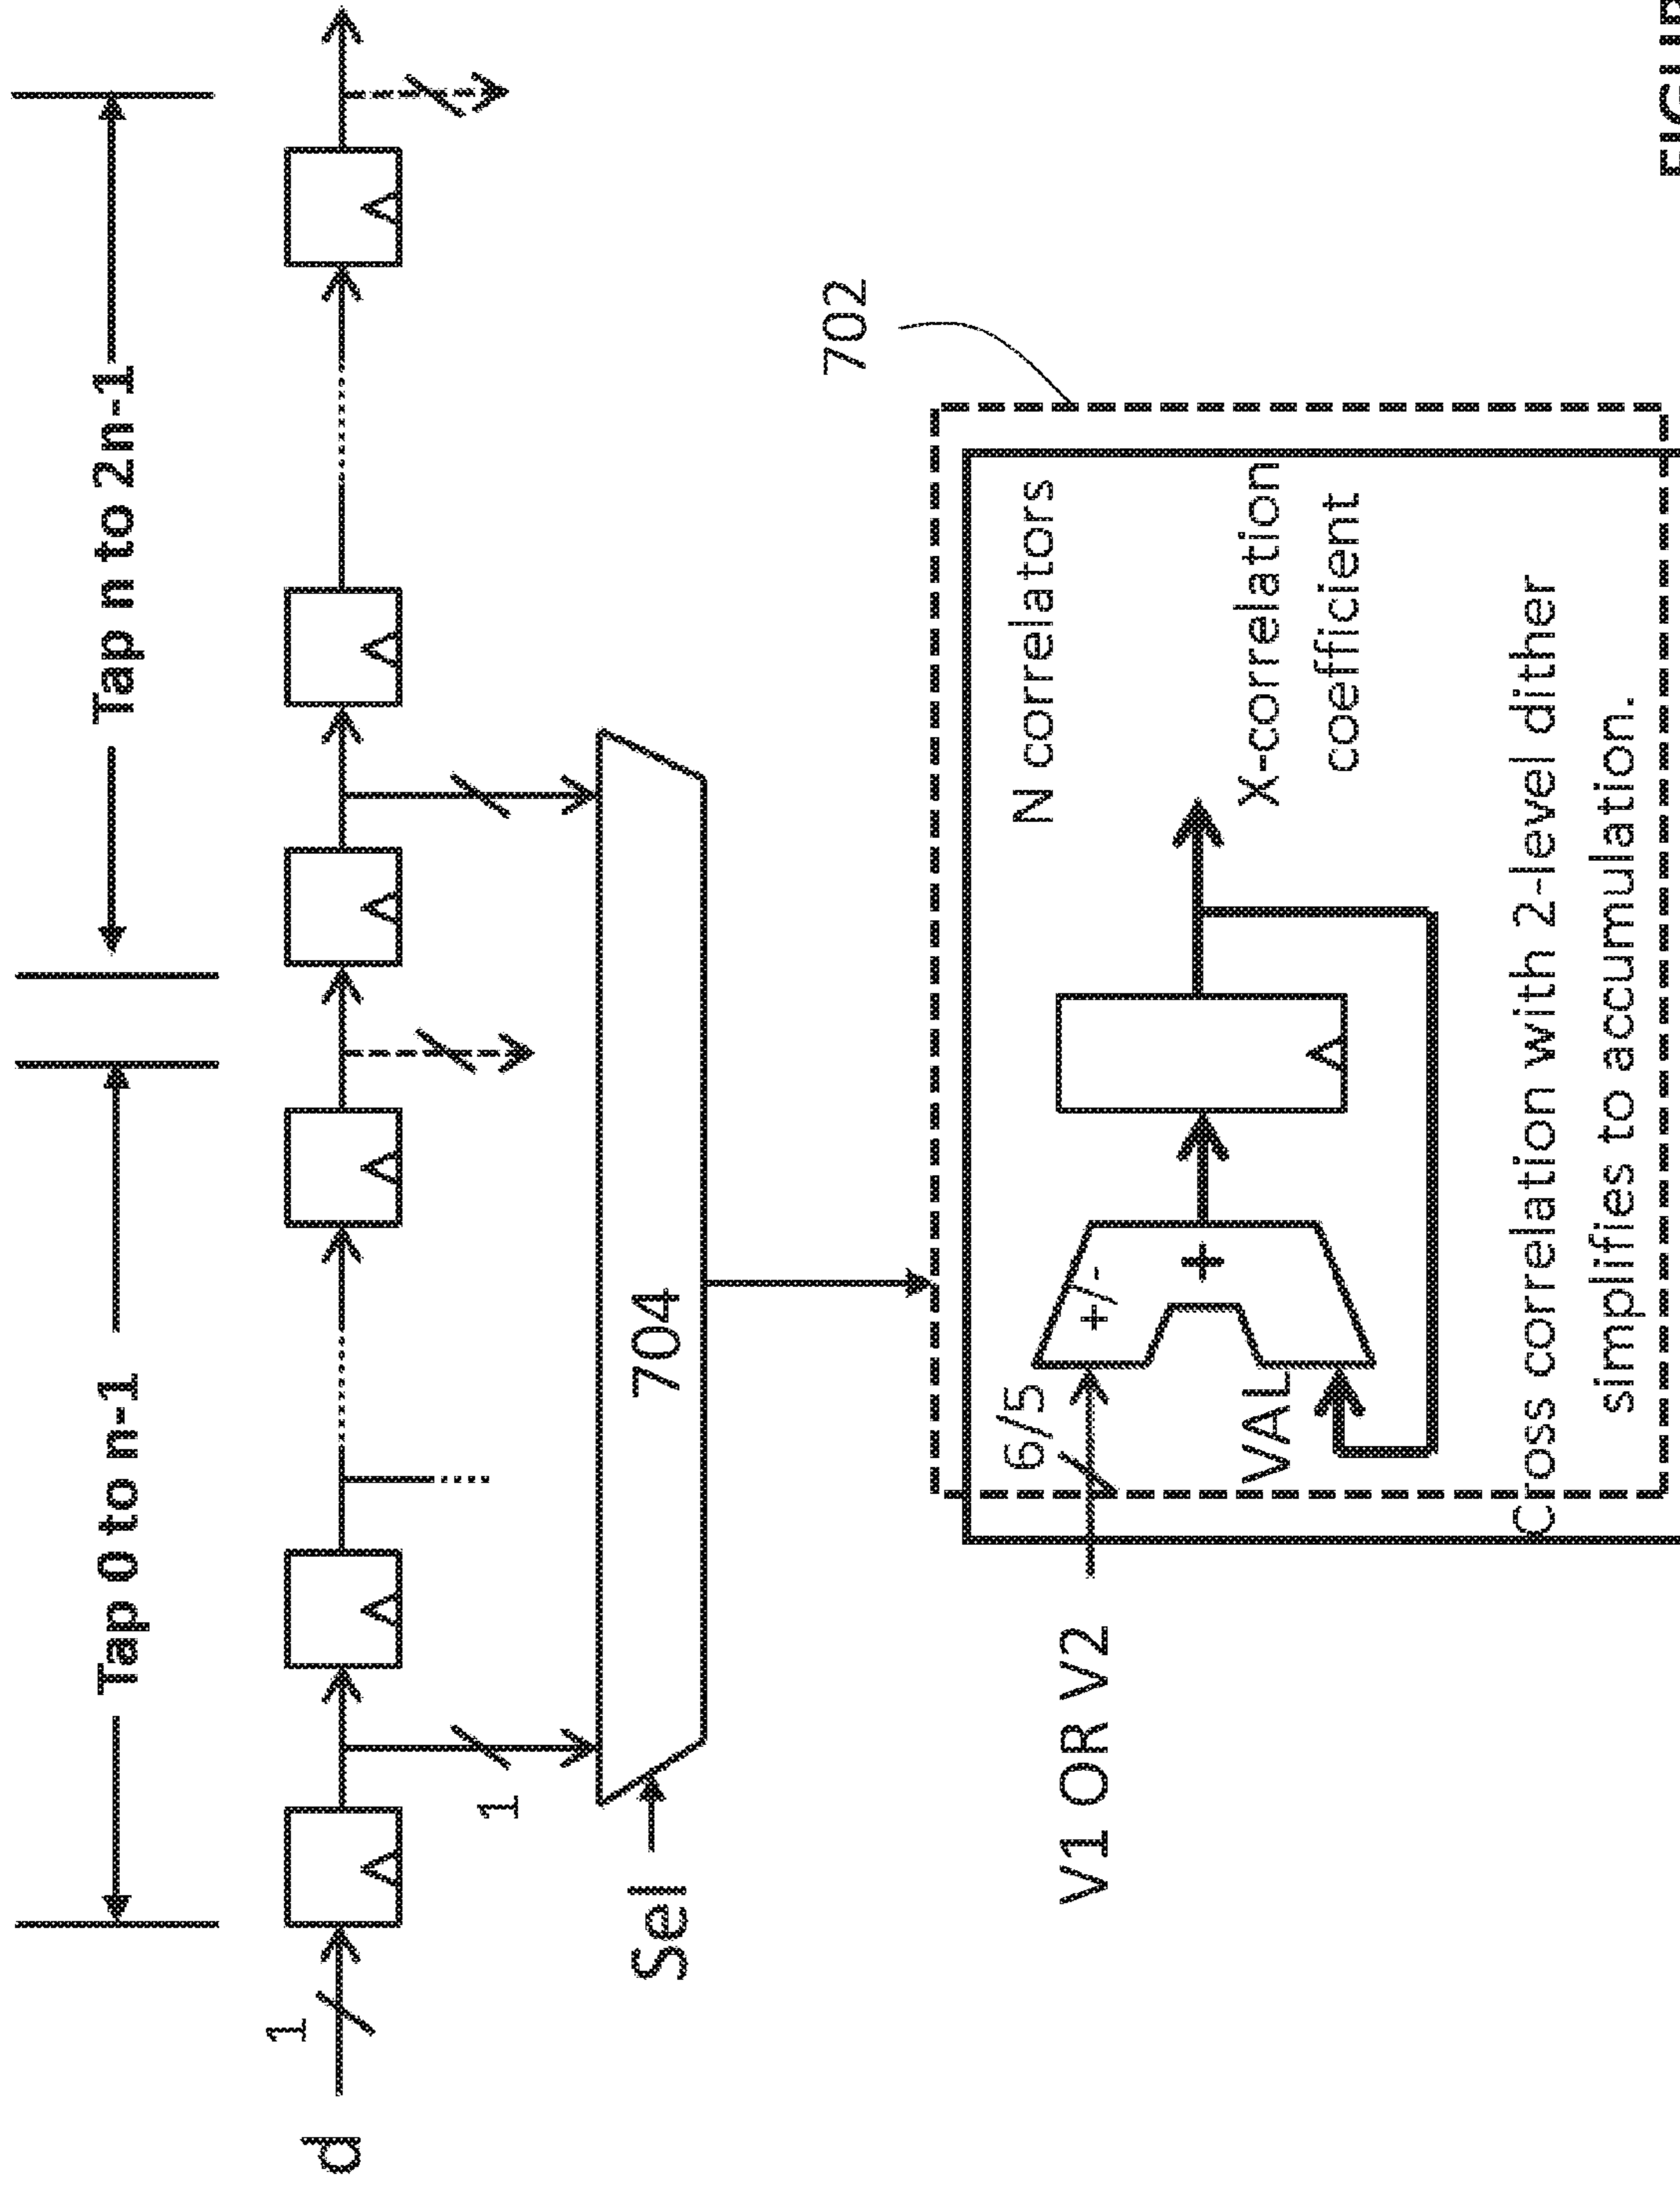 Tap 0 to n-1
Tap n to 2n-1
d
1
1
Sel
704
702
V1 OR V2
6/5
+/-
+
VAL
N correlators
X-correlation
coefficient
Cross correlation with 2-level dither
simplifies to accumulation.